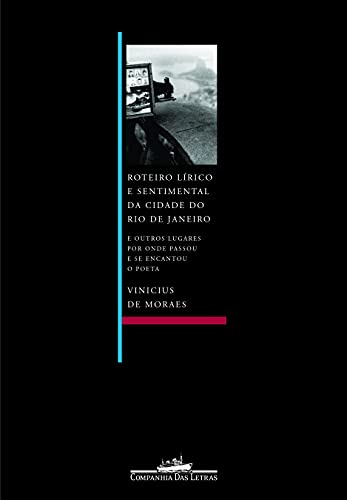 ROTEIRO LÍRICO
E SENTIMENTAL
DA CIDADE DO
RIO DE JANEIRO
E OUTROS LUGARES
POR ONDE PASSOU
E SE ENCANTOU
O POETA
VINICIUS
DE MORAES
COMPANHIA DAS LETRAS